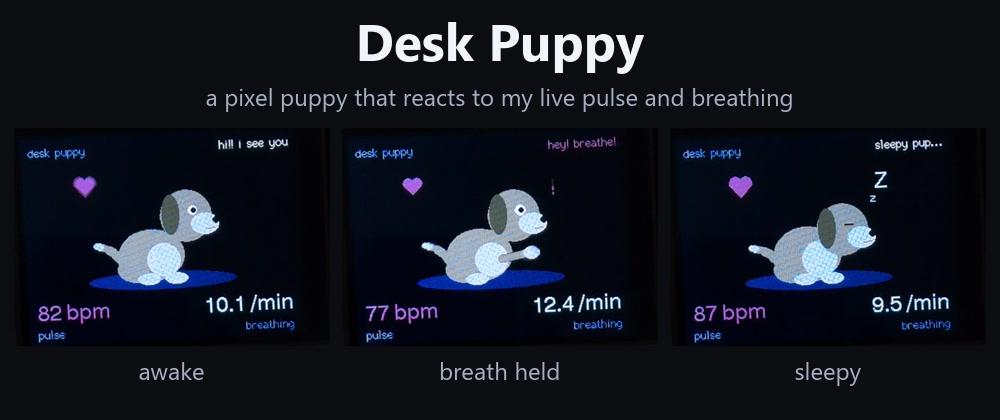 Desk Puppy
a pixel puppy that reacts to my live pulse and breathing
desk puppy
hi!! i see you
82 bpm
10.1 /min
pulse
breathing
desk puppy
hey! breathe!
!
77 bpm
12.4 /min
pulse
breathing
desk puppy
sleepy pup...
Z
z
87 bpm
9.5 /min
pulse
breathing
awake
breath held
sleepy